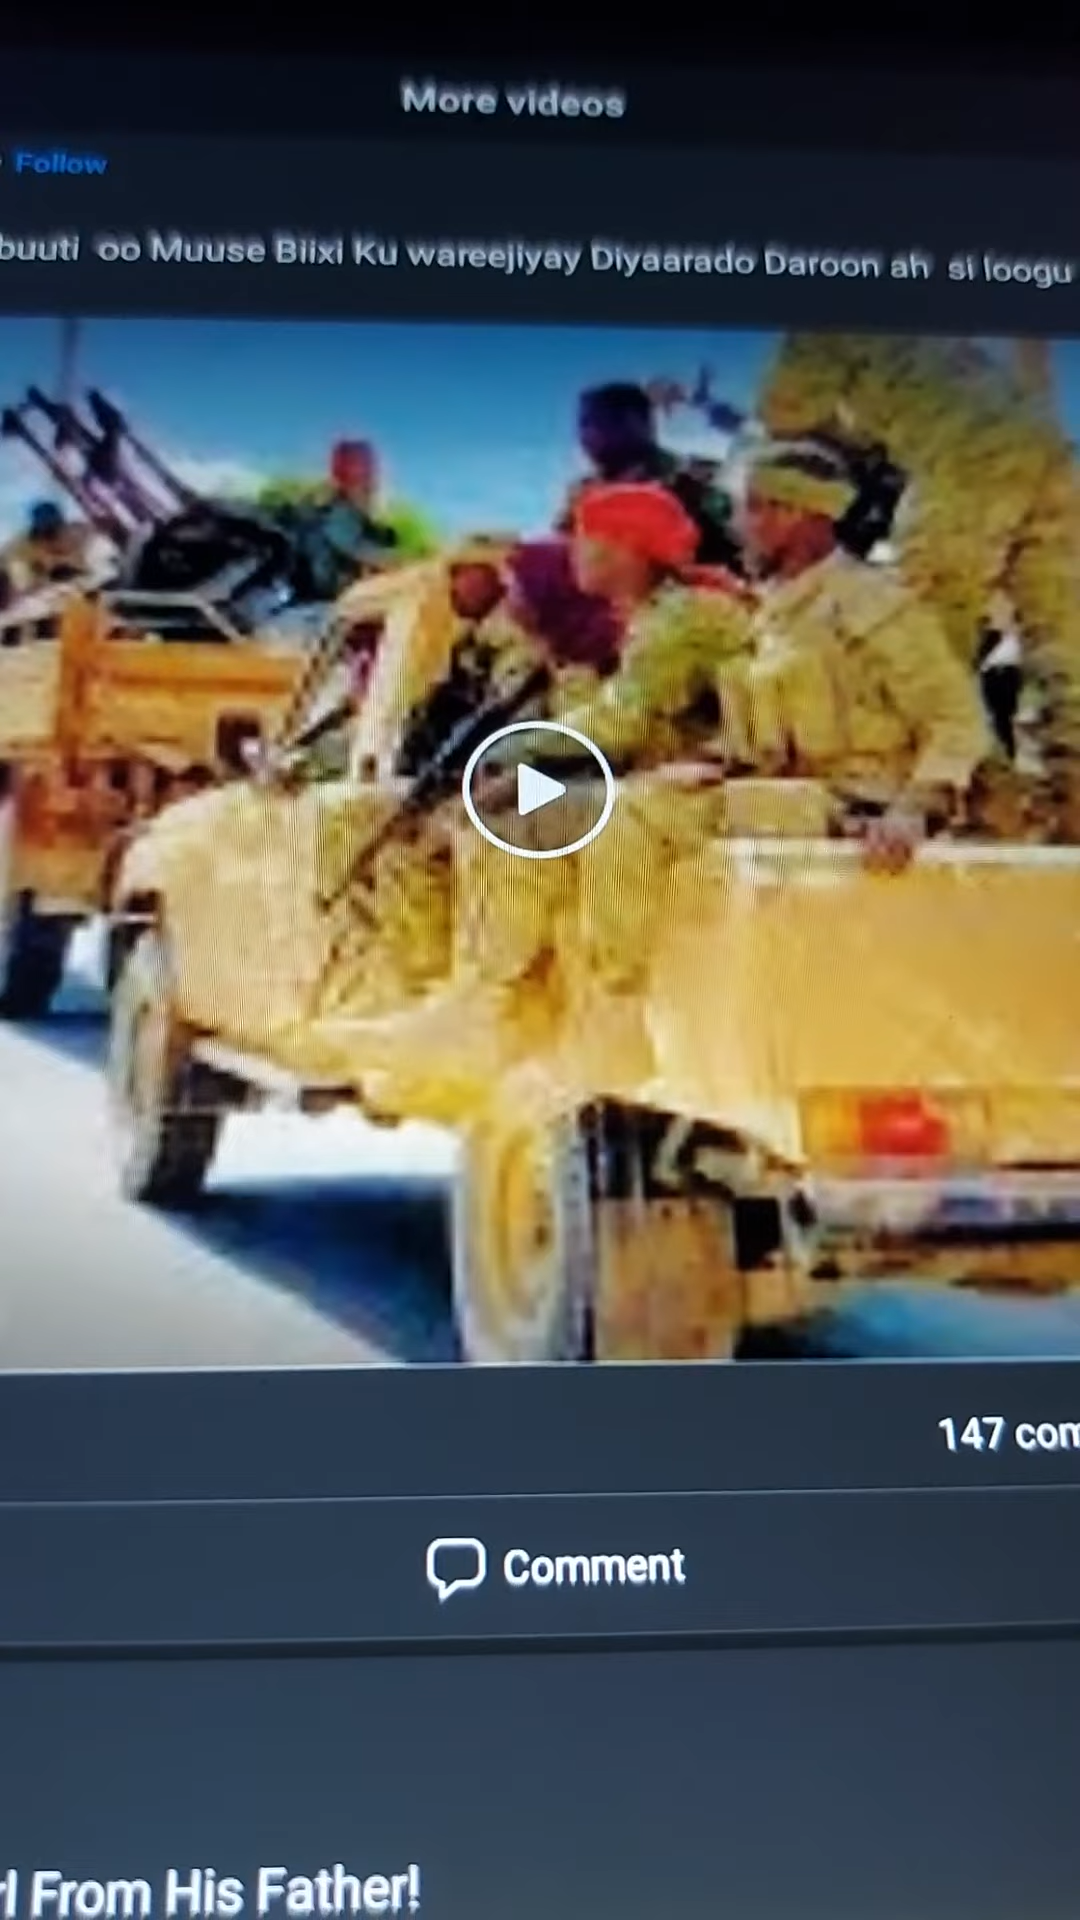 More videos
Follow
buuti oo Muuse Biixi Ku wareejiyay Diyaarado Daroon ah si loogu
147 com
Comment
rl From His Father!